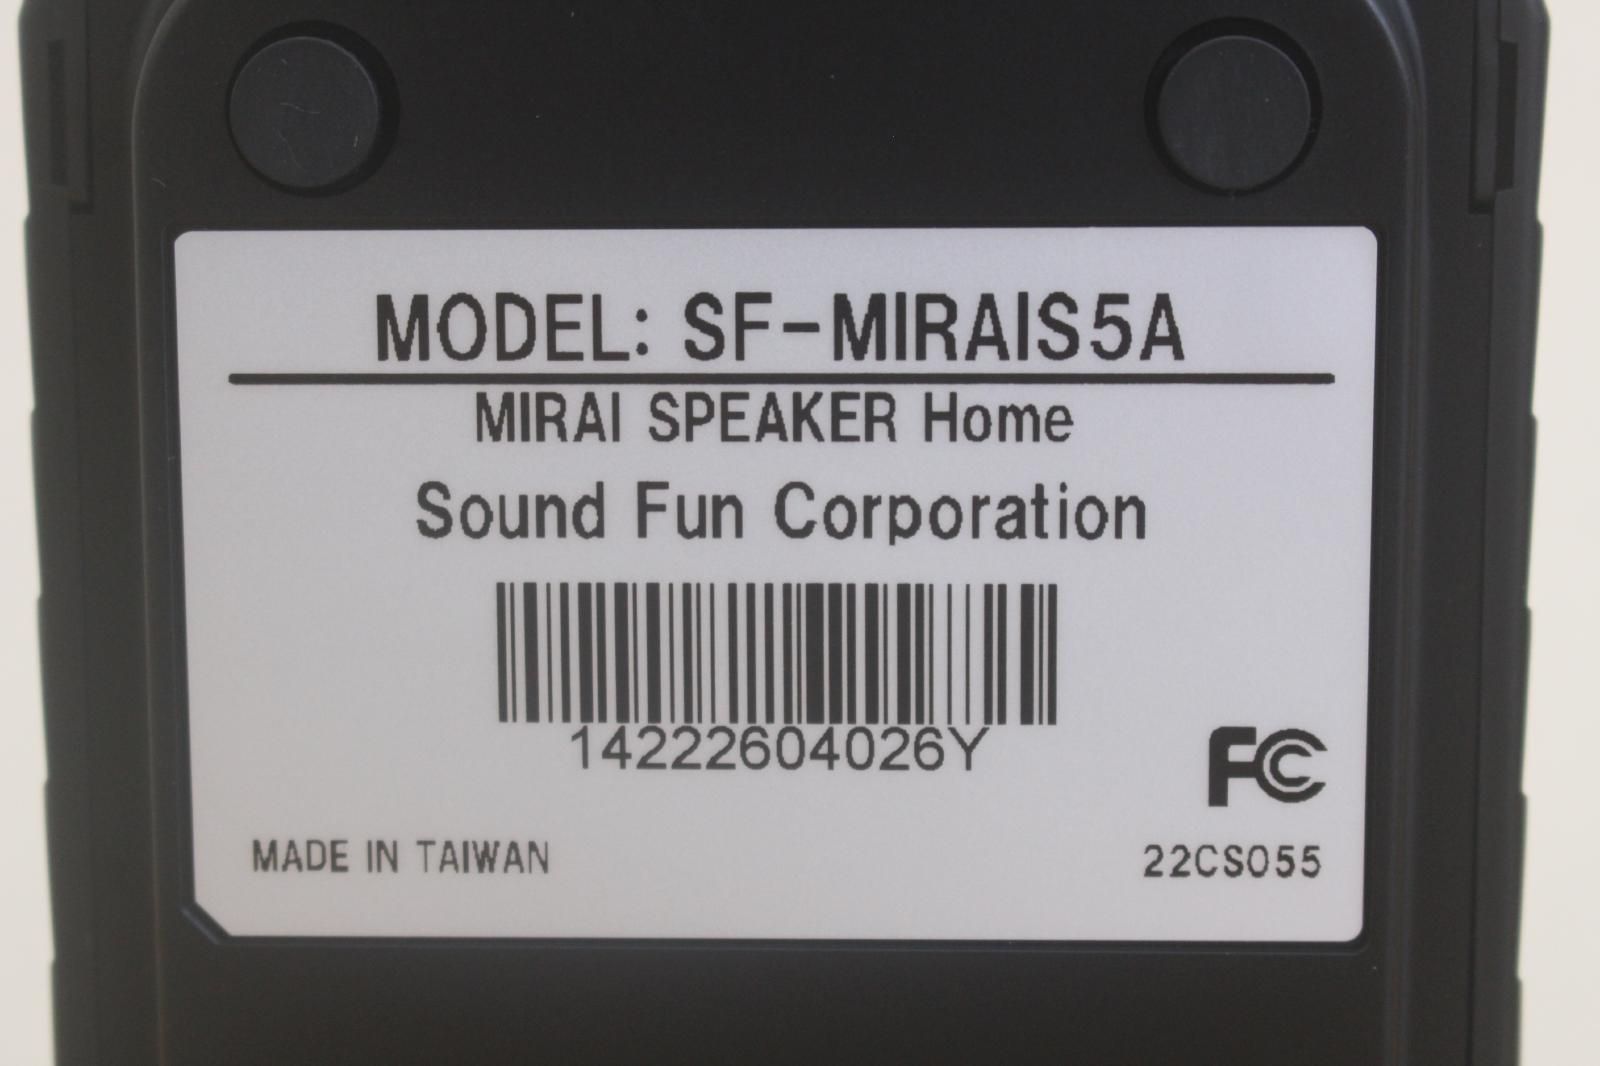 MODEL: SF-MIRAIS5A
MIRAI SPEAKER Home
Sound Fun Corporation
14222604026Y
FC
MADE IN TAIWAN
22CS055